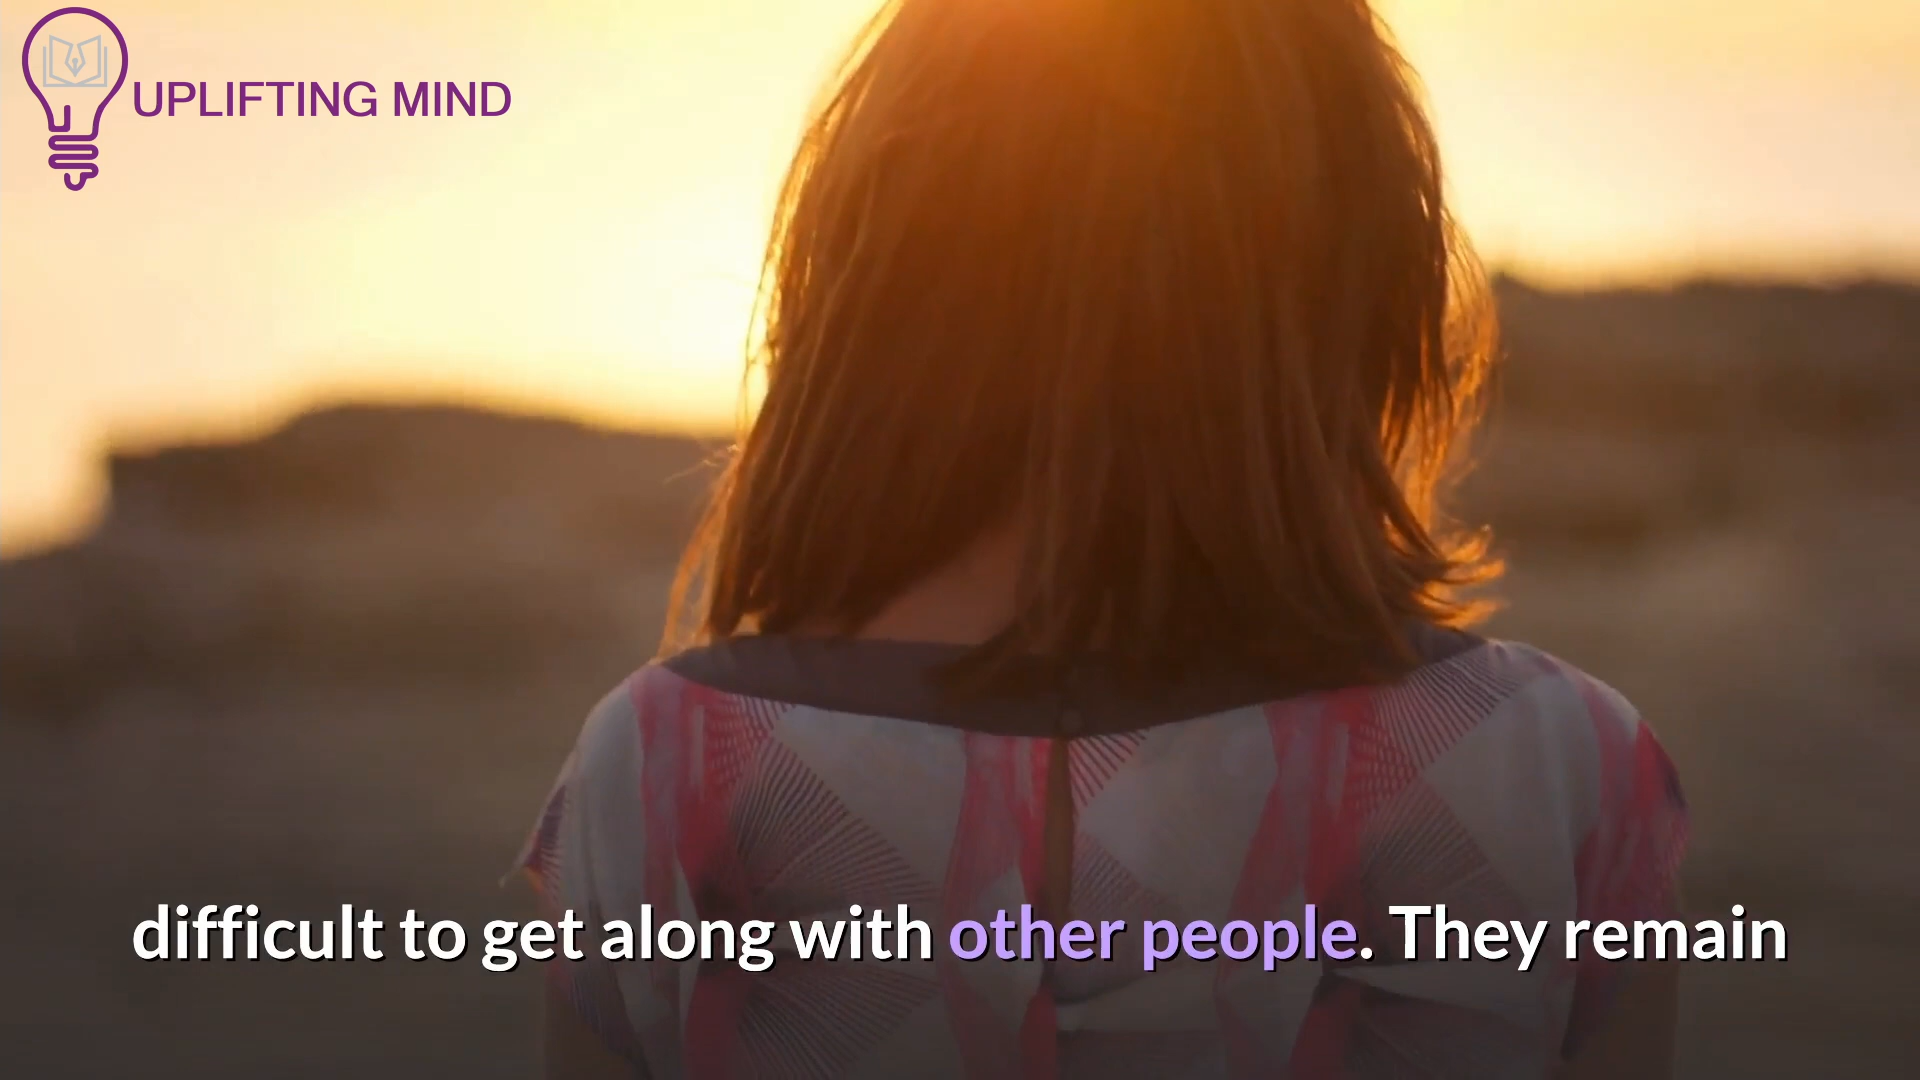 UPLIFTING MIND
difficult to get along with other people. They remain